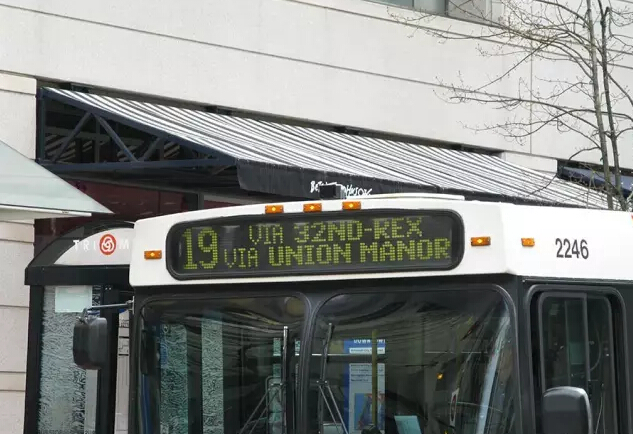 TRI M
19 VIA 32ND-REX
VIA UNION MANOR
2246